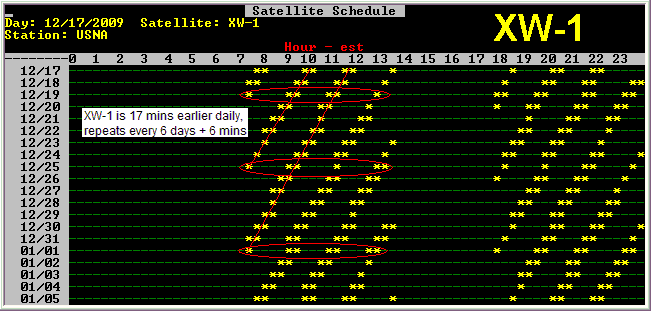 Satellite Schedule
Day: 12/17/2009 Satellite: XW-1
Station: USNA
XW-1
Hour - est
0 1 2 3 4 5 6 7 8 9 10 11 12 13 14 15 16 17 18 19 20 21 22 23
12/17
12/18
12/19
12/20
12/21
12/22
12/23
12/24
12/25
12/26
12/27
12/28
12/29
12/30
12/31
01/01
01/02
01/03
01/04
01/05
XW-1 is 17 mins earlier daily,
repeats every 6 days + 6 mins